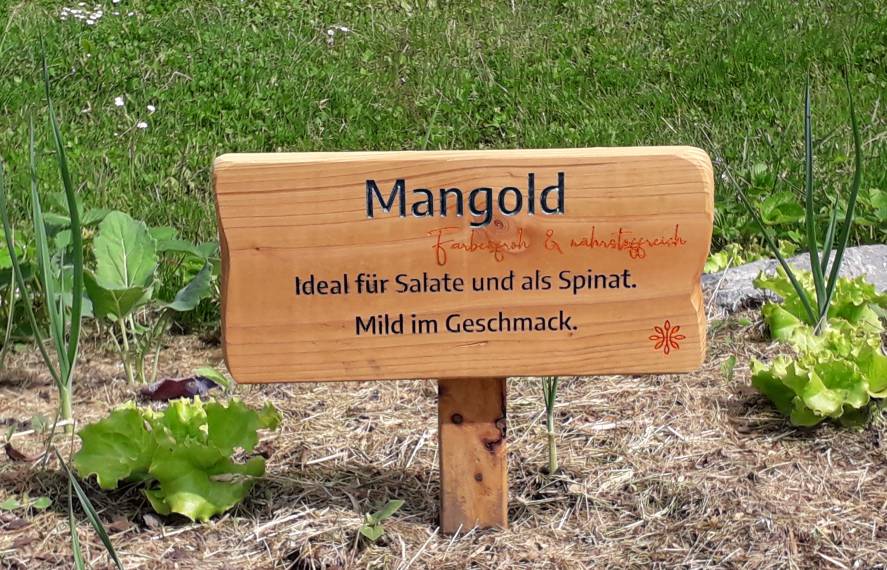 Mangold
Farbenfroh & nährstoffreich
Ideal für Salate und als Spinat.
Mild im Geschmack.